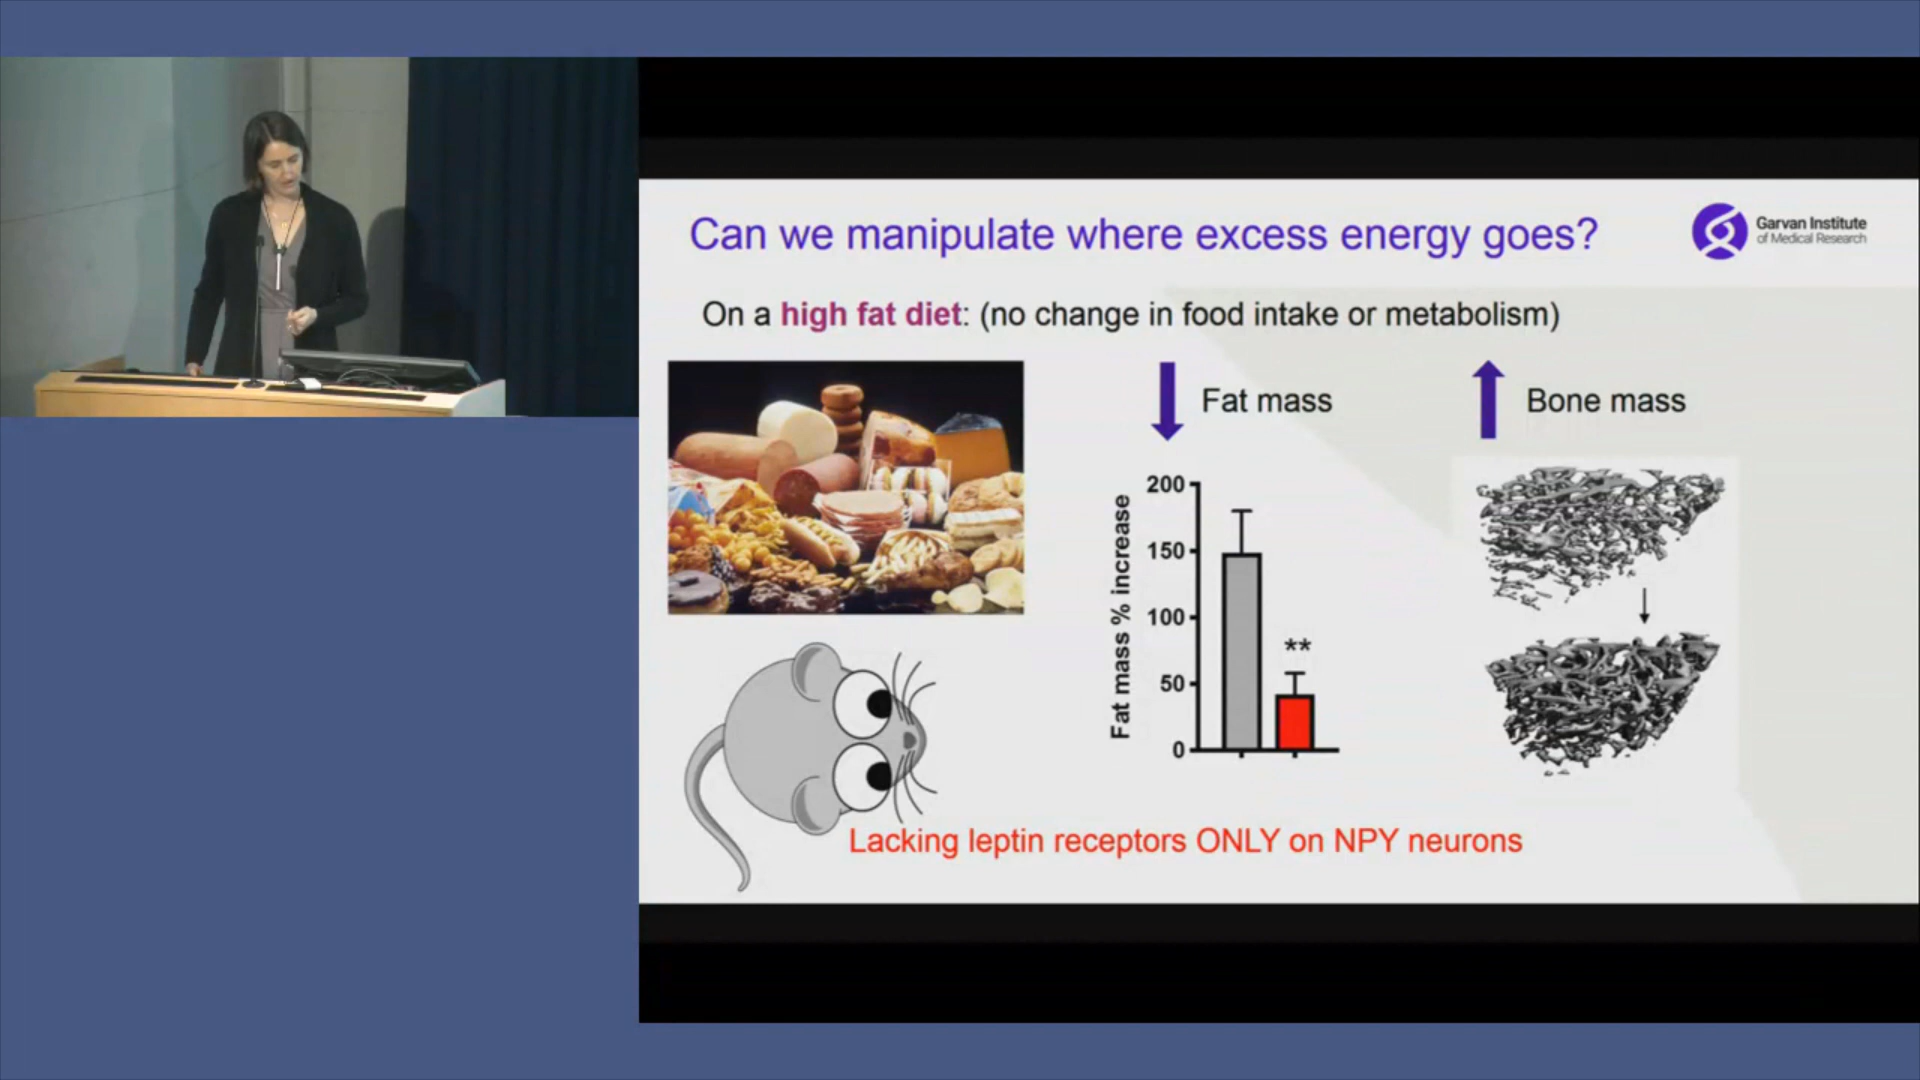 Can we manipulate where excess energy goes?
Garvan Institute
of Medical Research
On a high fat diet: (no change in food intake or metabolism)
Fat mass
Bone mass
Fat mass % increase
200
150
100
50
0
**
Lacking leptin receptors ONLY on NPY neurons